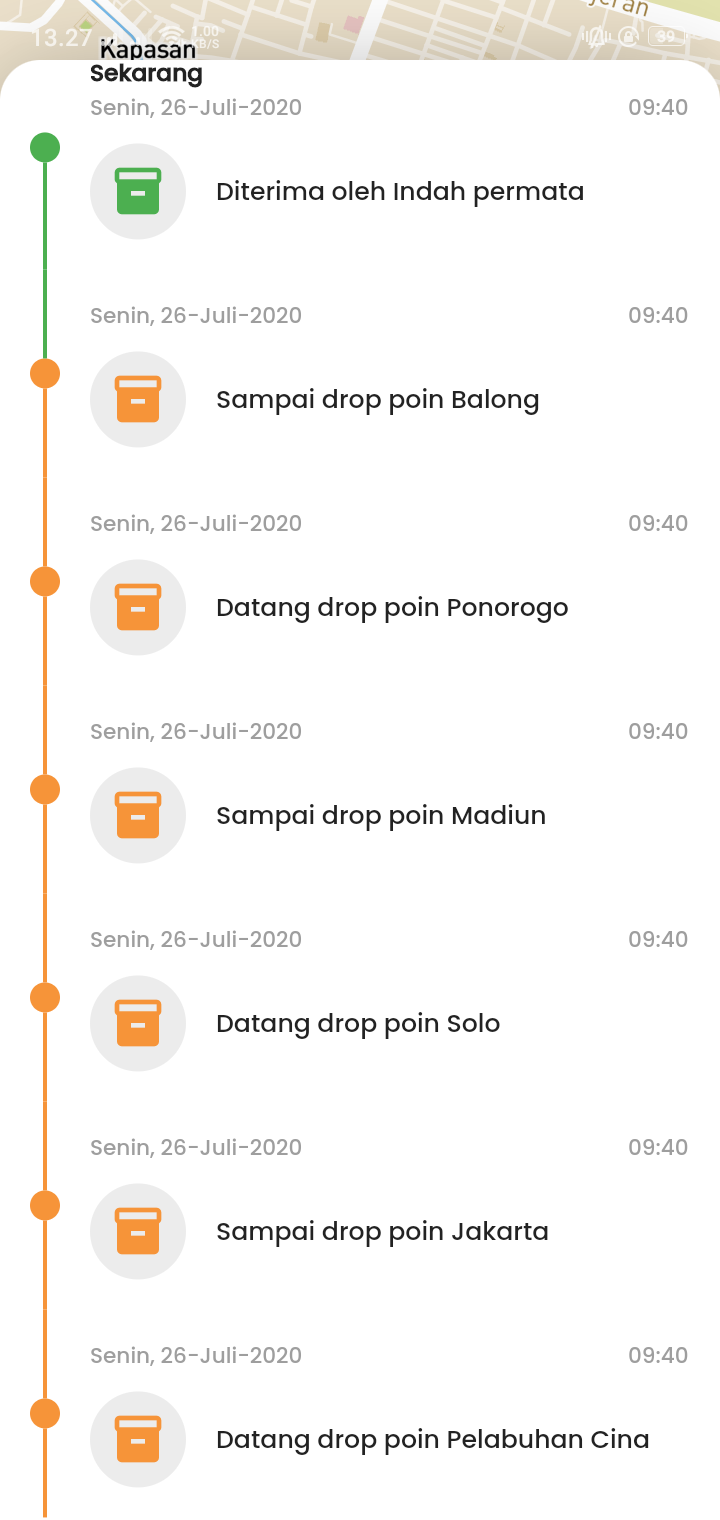 13.27
1.00
KB/S
39
Kapasan
Sekarang
Senin, 26-Juli-2020 09:40
Diterima oleh Indah permata
Senin, 26-Juli-2020 09:40
Sampai drop poin Balong
Senin, 26-Juli-2020 09:40
Datang drop poin Ponorogo
Senin, 26-Juli-2020 09:40
Sampai drop poin Madiun
Senin, 26-Juli-2020 09:40
Datang drop poin Solo
Senin, 26-Juli-2020 09:40
Sampai drop poin Jakarta
Senin, 26-Juli-2020 09:40
Datang drop poin Pelabuhan Cina